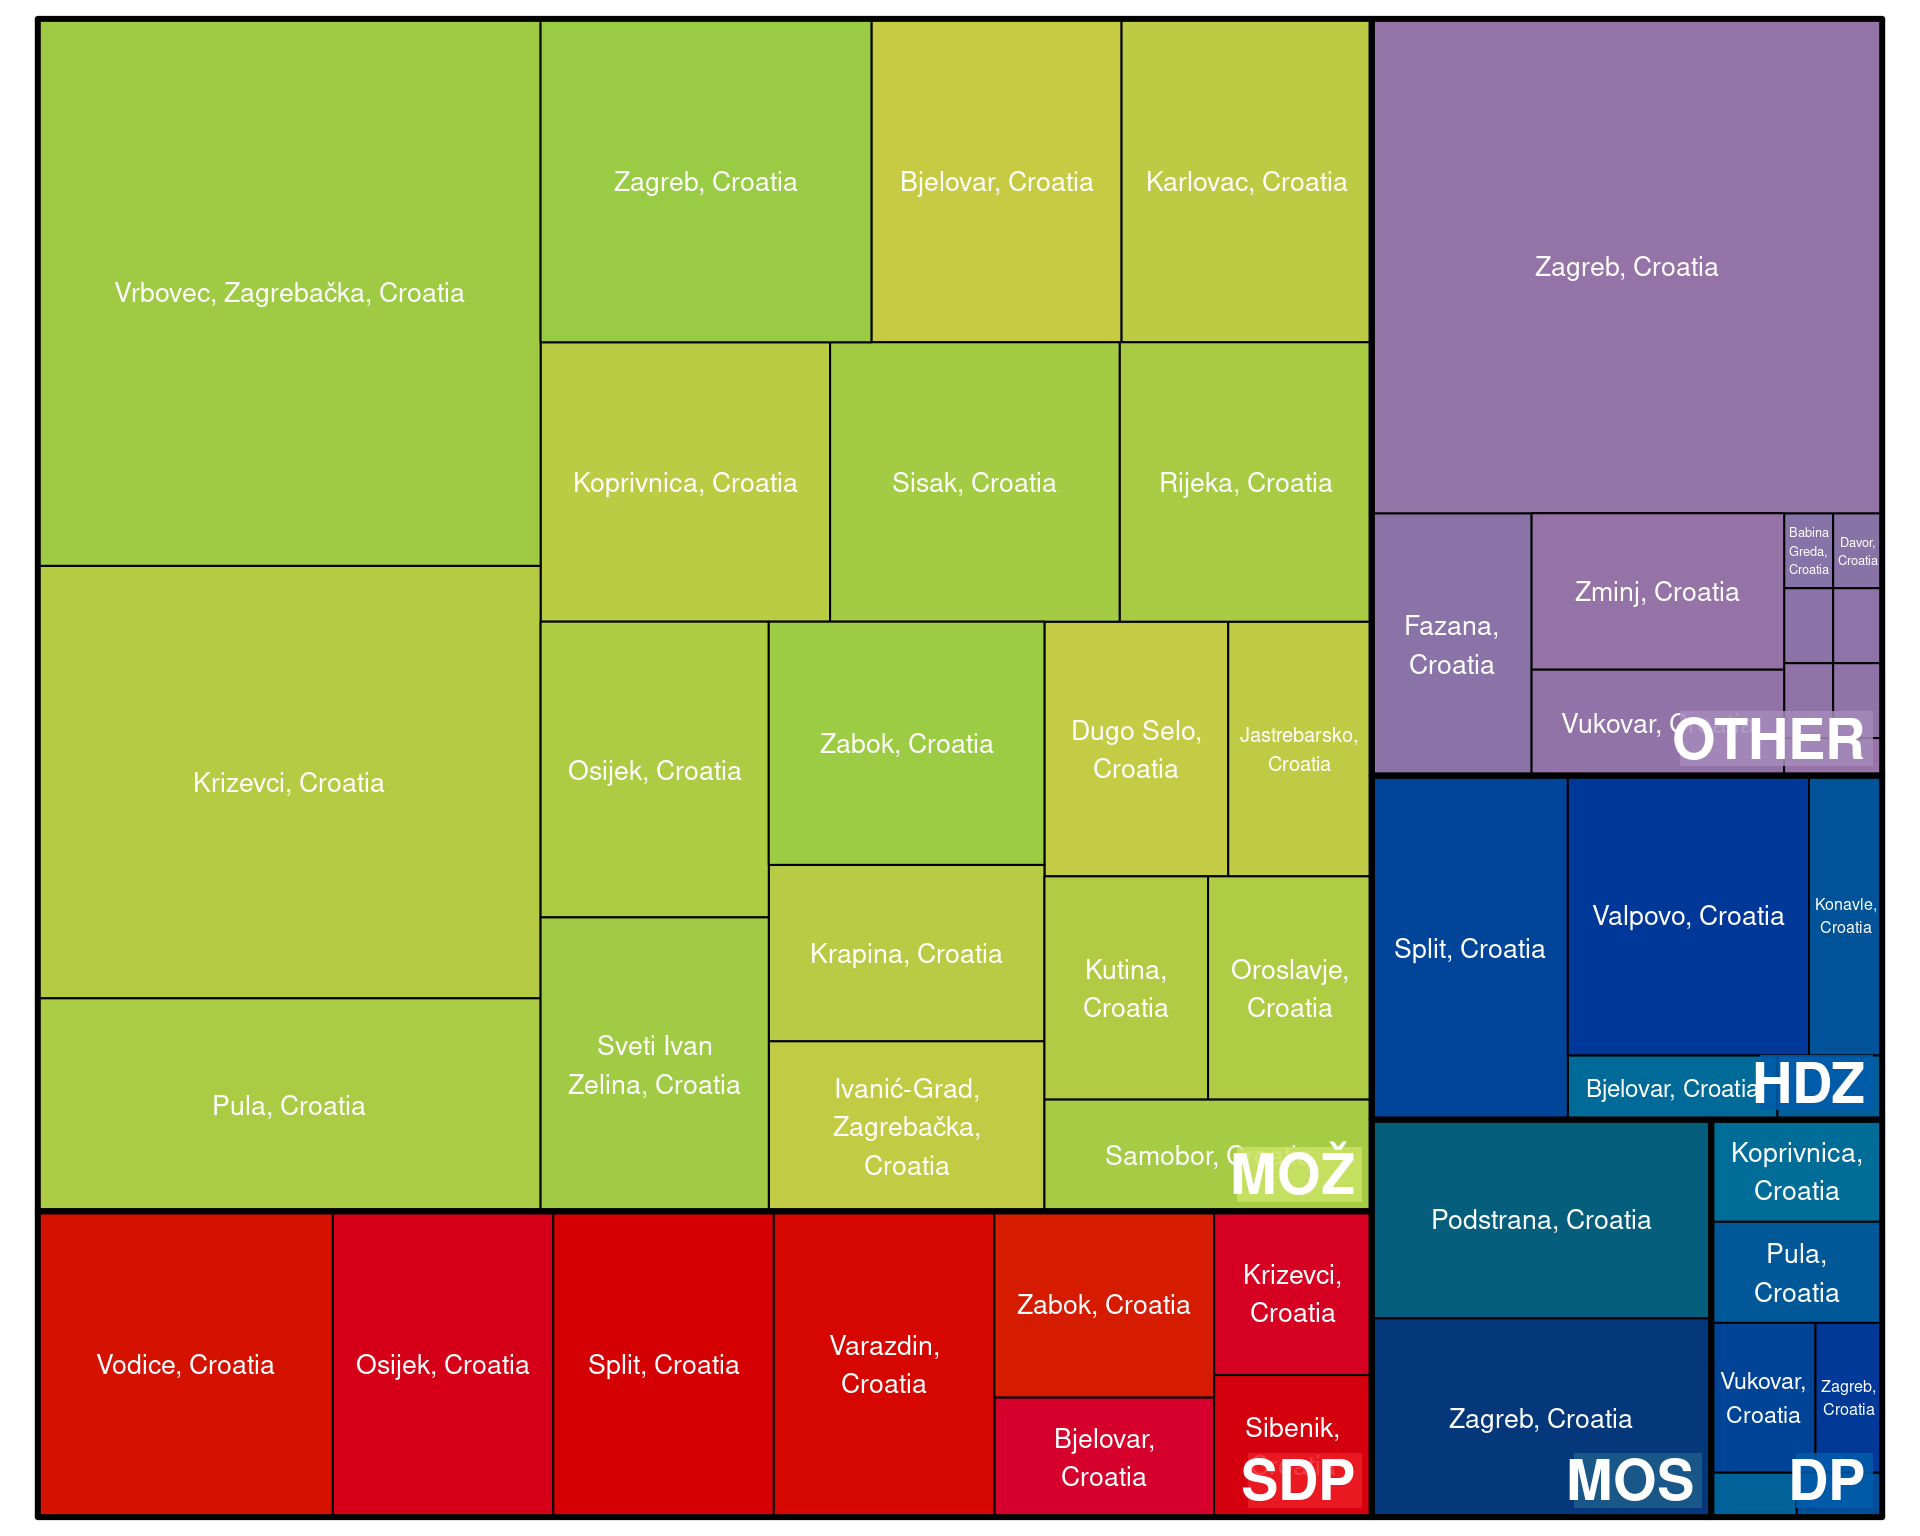 Vrbovec, Zagrebačka, Croatia
Krizevci, Croatia
Pula, Croatia
Zagreb, Croatia
Bjelovar, Croatia
Karlovac, Croatia
Koprivnica, Croatia
Sisak, Croatia
Rijeka, Croatia
Osijek, Croatia
Sveti Ivan
Zelina, Croatia
Zabok, Croatia
Krapina, Croatia
Ivanić-Grad,
Zagrebačka,
Croatia
Dugo Selo,
Croatia
Jastrebarsko,
Croatia
Kutina,
Croatia
Oroslavje,
Croatia
Samobor, Croatia
MOŽ
Vodice, Croatia
Osijek, Croatia
Split, Croatia
Varazdin,
Croatia
Zabok, Croatia
Bjelovar,
Croatia
Krizevci,
Croatia
Sibenik,
SDP
Zagreb, Croatia
Fazana,
Croatia
Zminj, Croatia
Vukovar, Croatia
Babina
Greda,
Croatia
Davor,
Croatia
OTHER
Split, Croatia
Valpovo, Croatia
Konavle,
Croatia
Bjelovar, Croatia
HDZ
Podstrana, Croatia
Zagreb, Croatia
MOS
Koprivnica,
Croatia
Pula,
Croatia
Vukovar,
Croatia
Zagreb,
Croatia
DP